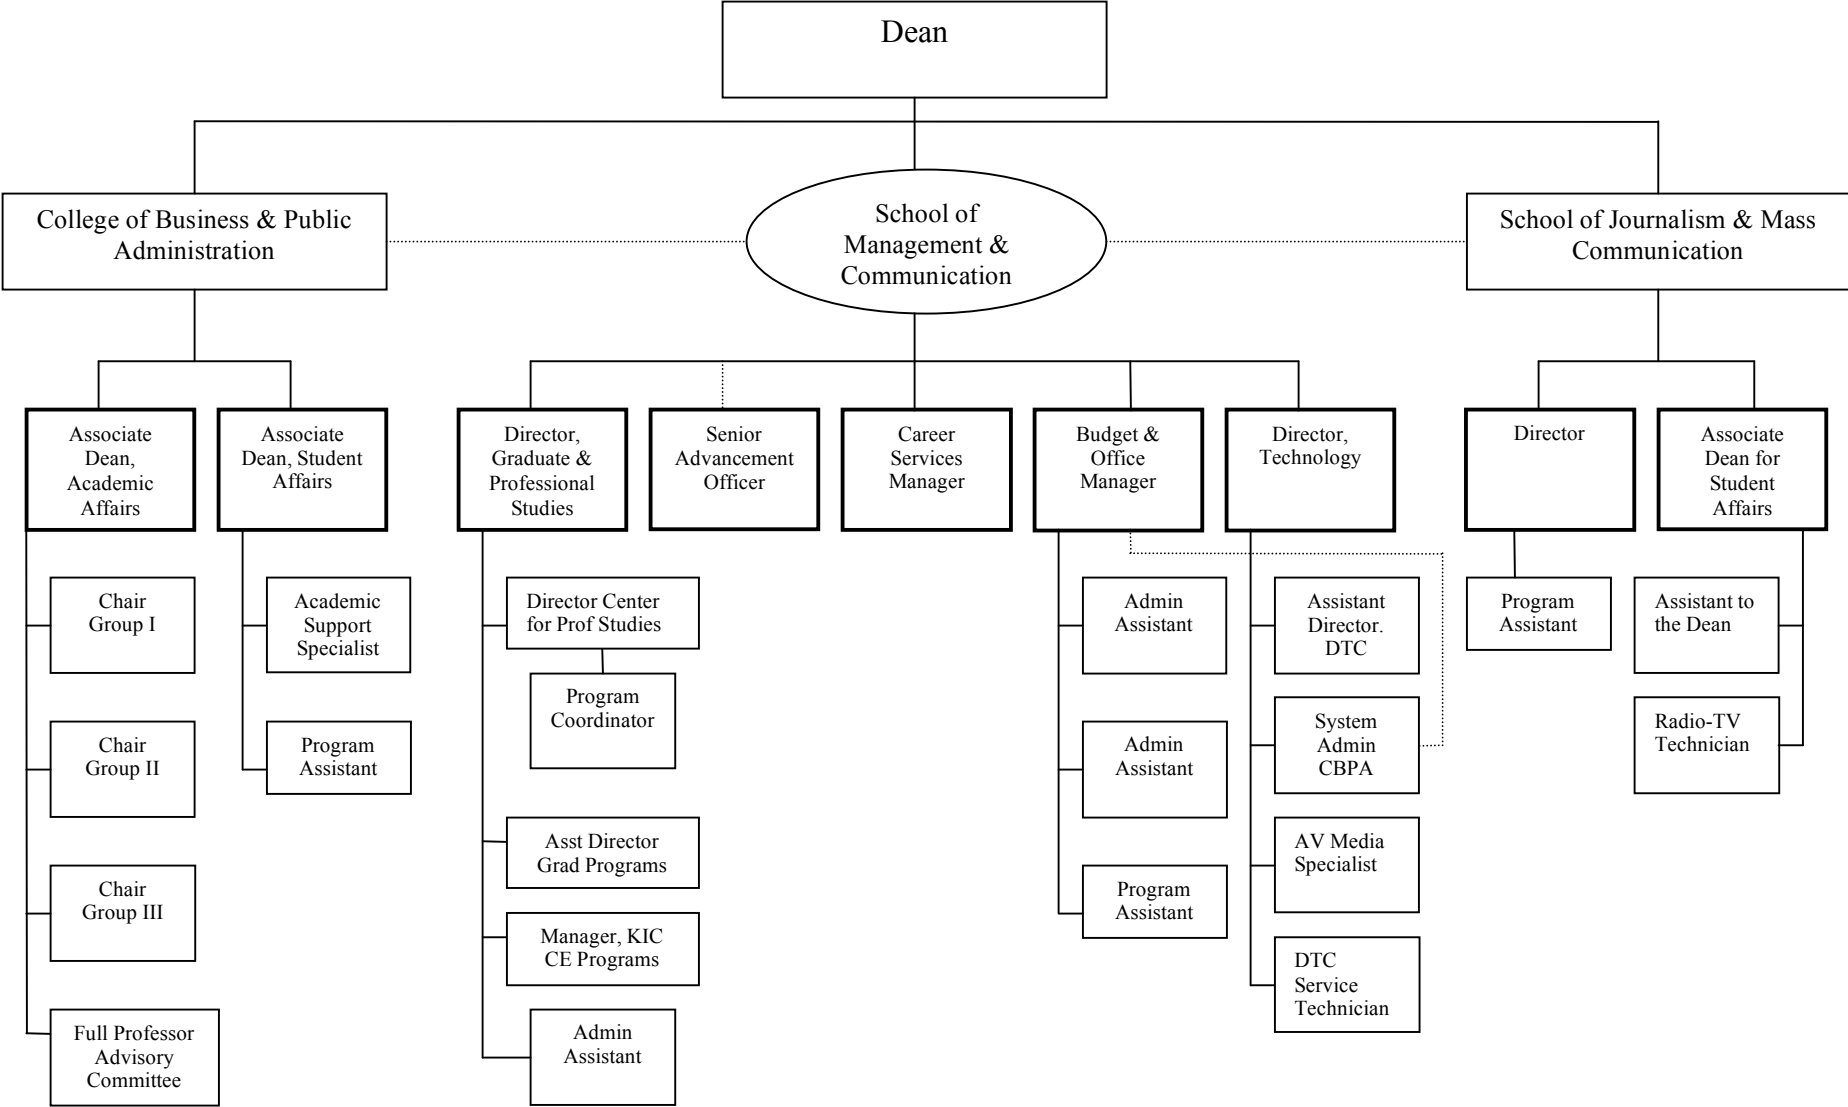 Dean
College of Business & Public
Administration
School of
Management &
Communication
School of Journalism & Mass
Communication
Associate
Dean,
Academic
Affairs
Associate
Dean, Student
Affairs
Director,
Graduate &
Professional
Studies
Senior
Advancement
Officer
Career
Services
Manager
Budget &
Office
Manager
Director,
Technology
Director
Associate
Dean for
Student
Affairs
Chair
Group I
Chair
Group II
Chair
Group III
Full Professor
Advisory
Committee
Academic
Support
Specialist
Program
Assistant
Director Center
for Prof Studies
Program
Coordinator
Asst Director
Grad Programs
Manager, KIC
CE Programs
Admin
Assistant
Admin
Assistant
Admin
Assistant
Program
Assistant
Assistant
Director.
DTC
System
Admin
CBPA
AV Media
Specialist
DTC
Service
Technician
Program
Assistant
Assistant to
the Dean
Radio-TV
Technician